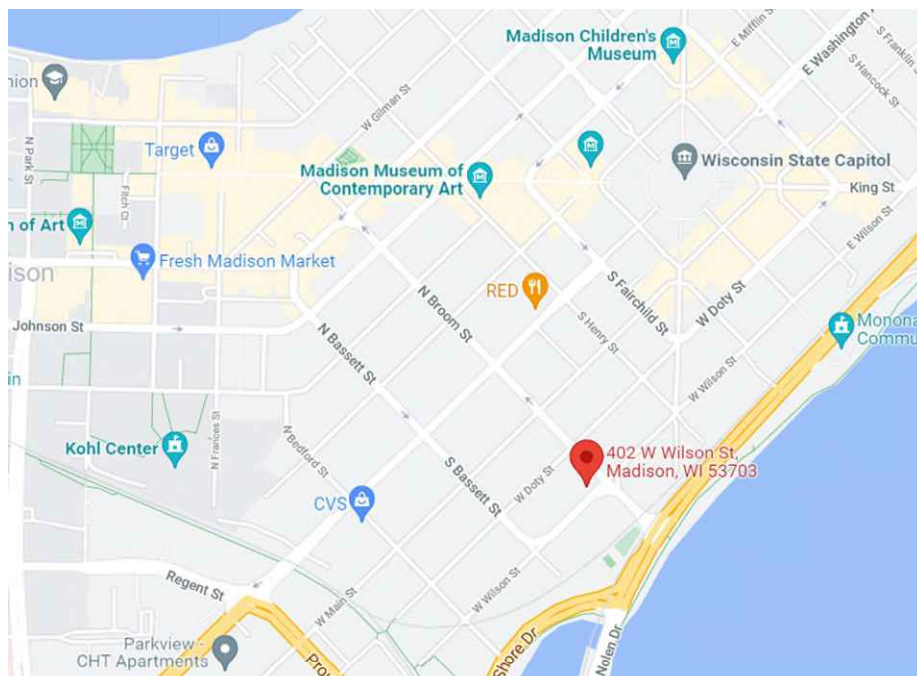 Madison Children's
Museum
E Mifflin St
E Washington A
S Franklin S
S Hancock St
nion
N Park St
W Gilman St
Target
Fitch Ct
Madison Museum of
Contemporary Art
Wisconsin State Capitol
King St
n of Art
E Wilson St
Fresh Madison Market
ison
RED
N Broom St
S Fairchild St
W Doty St
S Henry St
Johnson St
N Bassett St
Monona
Commu
W Wilson St
in
N Frances St
Kohl Center
N Bedford St
S Bassett St
W Doty St
402 W Wilson St,
Madison, WI 53703
CVS
Regent St
W Main St
W Wilson St
Parkview -
CHT Apartments
Pro
Shore Dr
Nolen Dr